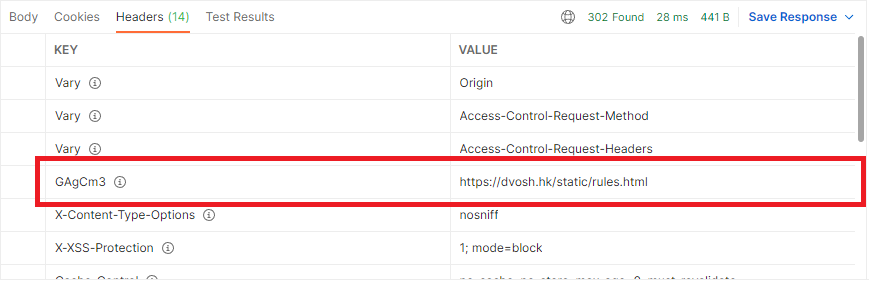 Body Cookies Headers (14) Test Results 302 Found 28 ms 441 B Save Response
KEY VALUE
Vary Origin
Vary Access-Control-Request-Method
Vary Access-Control-Request-Headers
GAgCm3 https://dvosh.hk/static/rules.html
X-Content-Type-Options nosniff
X-XSS-Protection 1; mode=block